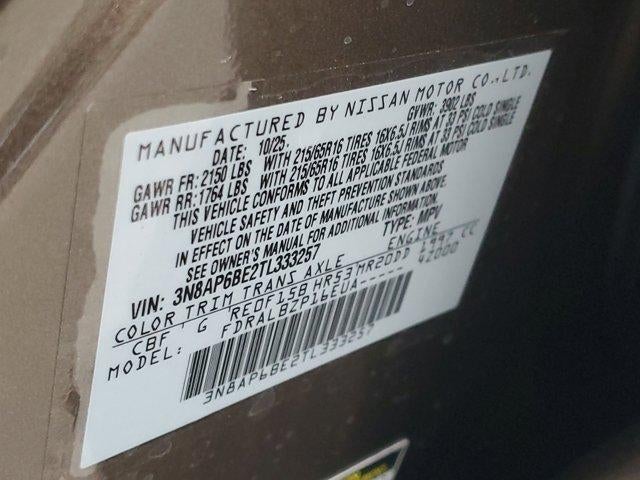 MANUFACTURED BY NISSAN MOTOR CO.,LTD.
DATE: 10/25, GVWR: 3902 LBS
GAWR FR: 2150 LBS WITH 215/65R16 TIRES 16X6.5J RIMS AT 33 PSI COLD SINGLE
GAWR RR: 1764 LBS WITH 215/65R16 TIRES 16X6.5J RIMS AT 33 PSI COLD SINGLE
THIS VEHICLE CONFORMS TO ALL APPLICABLE FEDERAL MOTOR
VEHICLE SAFETY AND THEFT PREVENTION STANDARDS
IN EFFECT ON THE DATE OF MANUFACTURE SHOWN ABOVE.
SEE OWNER'S MANUAL FOR ADDITIONAL INFORMATION.
VIN: 3N8AP6BE2TL333257 TYPE: MPV
COLOR TRIM TRANS AXLE ENGINE
CBF G RE0F15B HR53 MR20DD 1997 CC
MODEL: FDRALBZP16EUA----- 42000
3N8AP6BE2TL333257